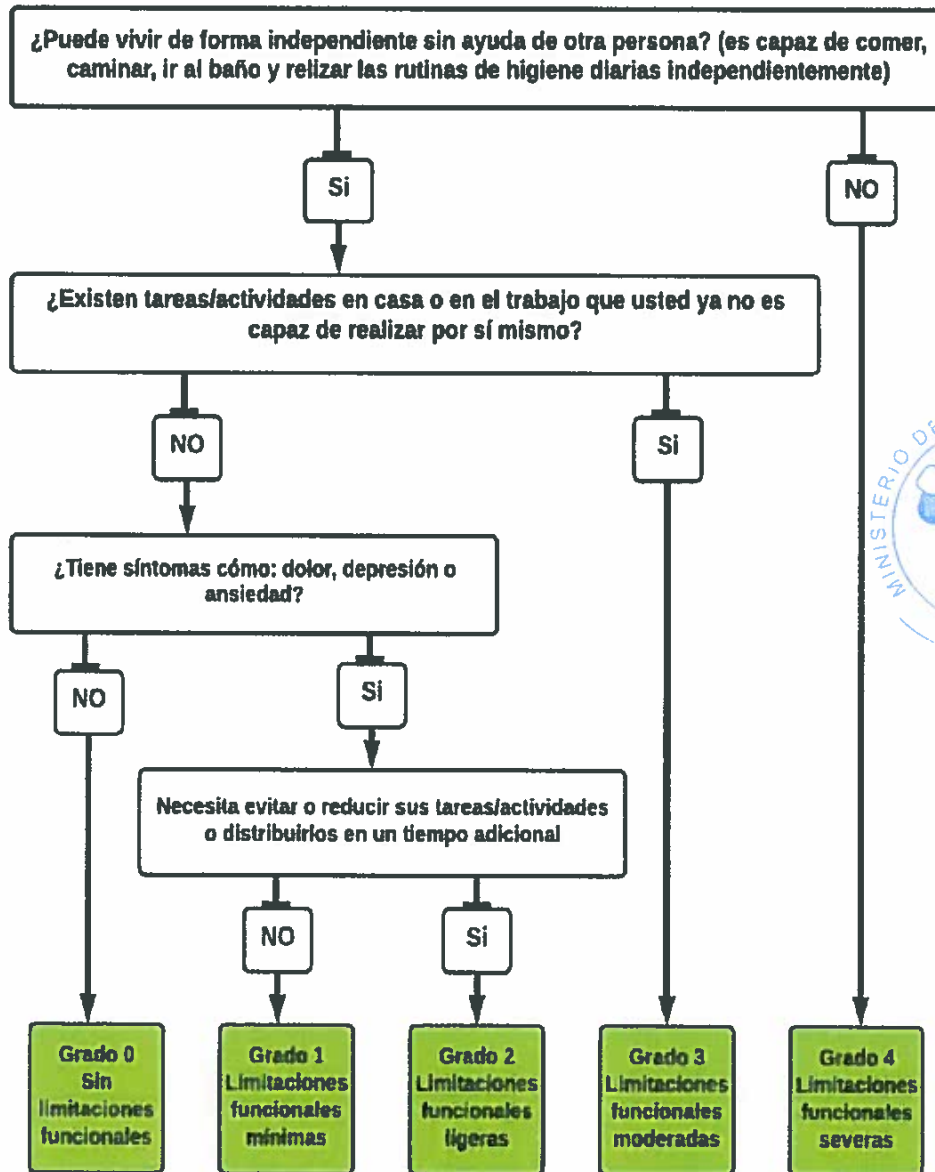 ¿Puede vivir de forma independiente sin ayuda de otra persona? (es capaz de comer,
caminar, ir al baño y relizar las rutinas de higiene diarias independientemente)
Si
NO
¿Existen tareas/actividades en casa o en el trabajo que usted ya no es
capaz de realizar por sí mismo?
NO
Si
MINISTERIO DE
¿Tiene síntomas cómo: dolor, depresión o
ansiedad?
NO
Si
Necesita evitar o reducir sus tareas/actividades
o distribuirlos en un tiempo adicional
NO
Si
Grado 0
Sin
limitaciones
funcionales
Grado 1
Limitaciones
funcionales
mínimas
Grado 2
Limitaciones
funcionales
ligeras
Grado 3
Limitaciones
funcionales
moderadas
Grado 4
Limitaciones
funcionales
severas